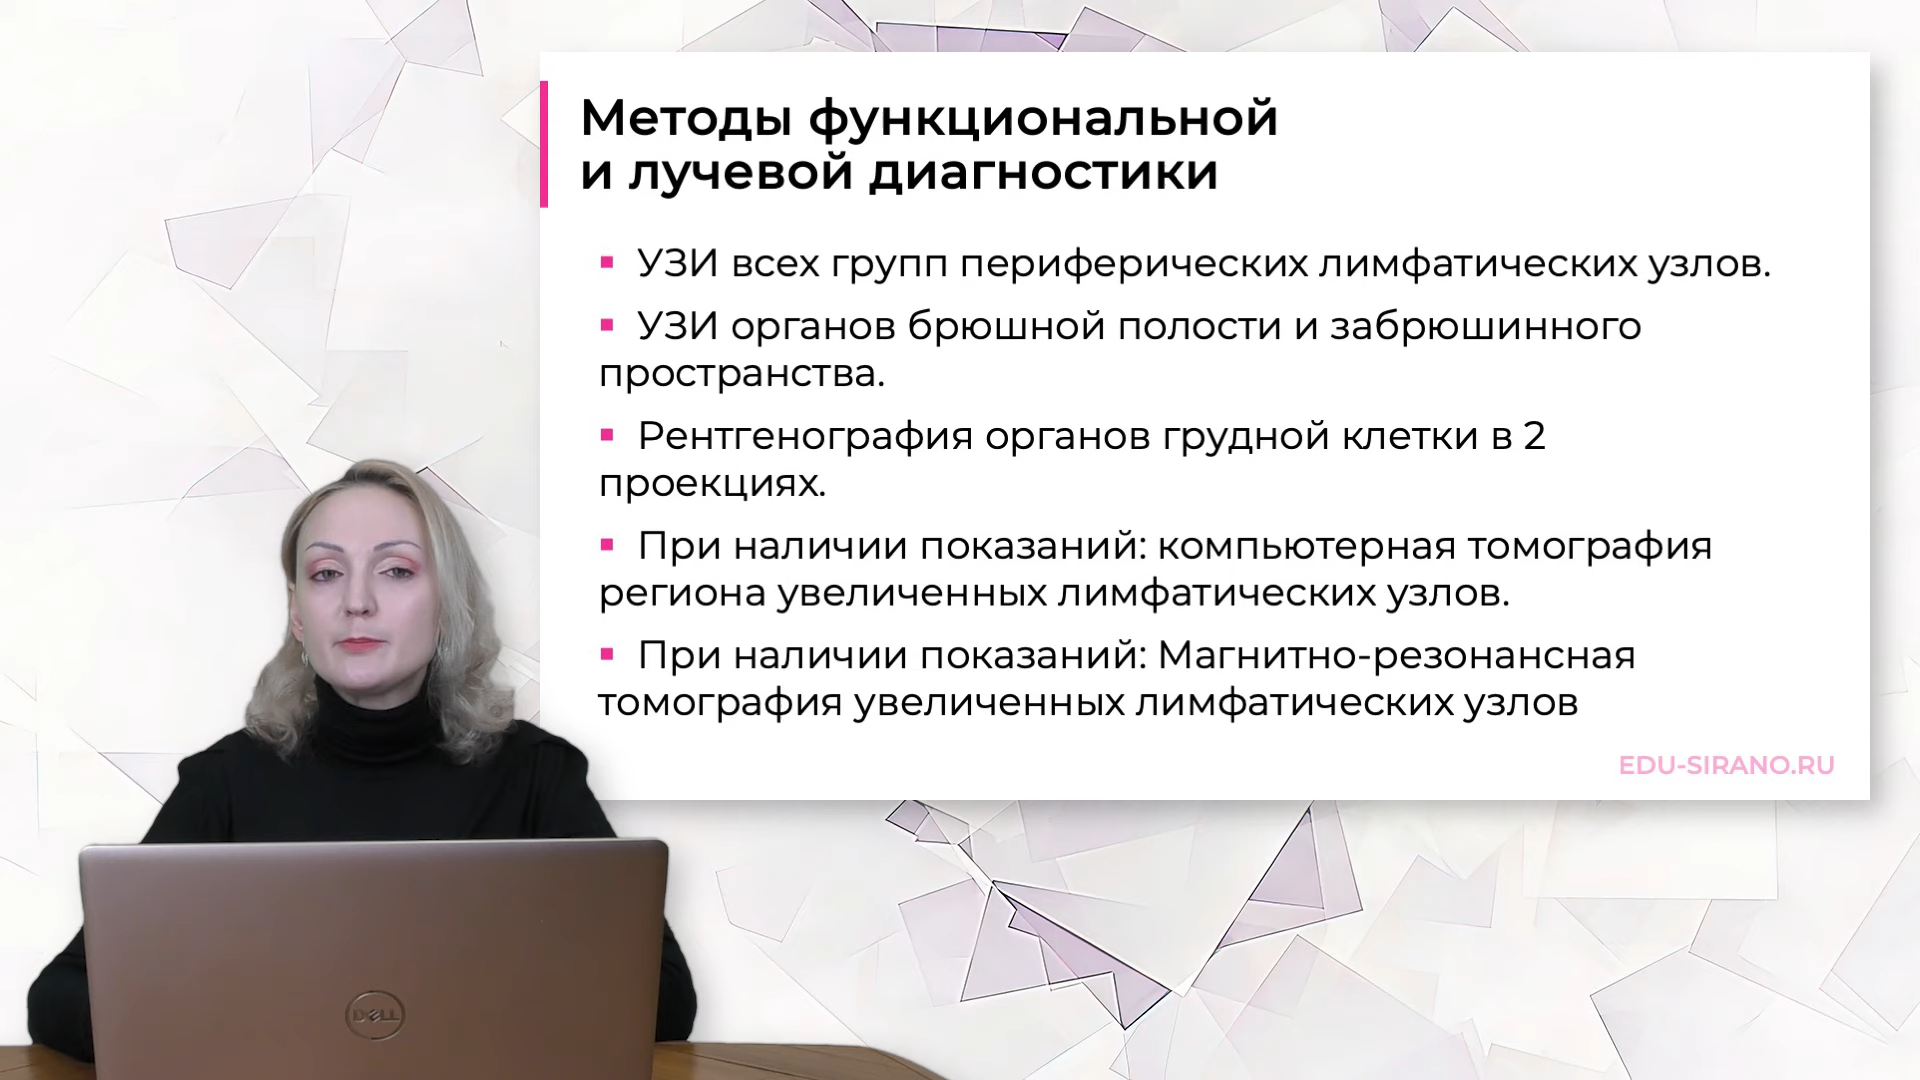 Методы функциональной
и лучевой диагностики
УЗИ всех групп периферических лимфатических узлов.
УЗИ органов брюшной полости и забрюшинного
пространства.
Рентгенография органов грудной клетки в 2
проекциях.
При наличии показаний: компьютерная томография
региона увеличенных лимфатических узлов.
При наличии показаний: Магнитно-резонансная
томография увеличенных лимфатических узлов
EDU-SIRANO.RU
DELL